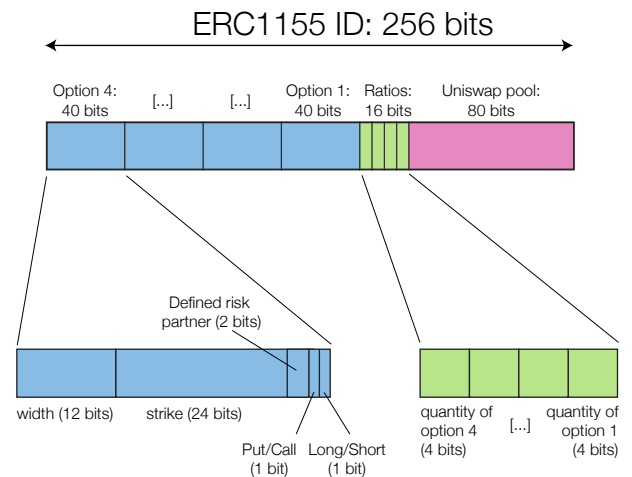 ERC1155 ID: 256 bits
Option 4:
40 bits
[...]
[...]
Option 1:
40 bits
Ratios:
16 bits
Uniswap pool:
80 bits
Defined risk
partner (2 bits)
width (12 bits)
strike (24 bits)
Put/Call
(1 bit)
Long/Short
(1 bit)
quantity of
option 4
(4 bits)
[...]
quantity of
option 1
(4 bits)